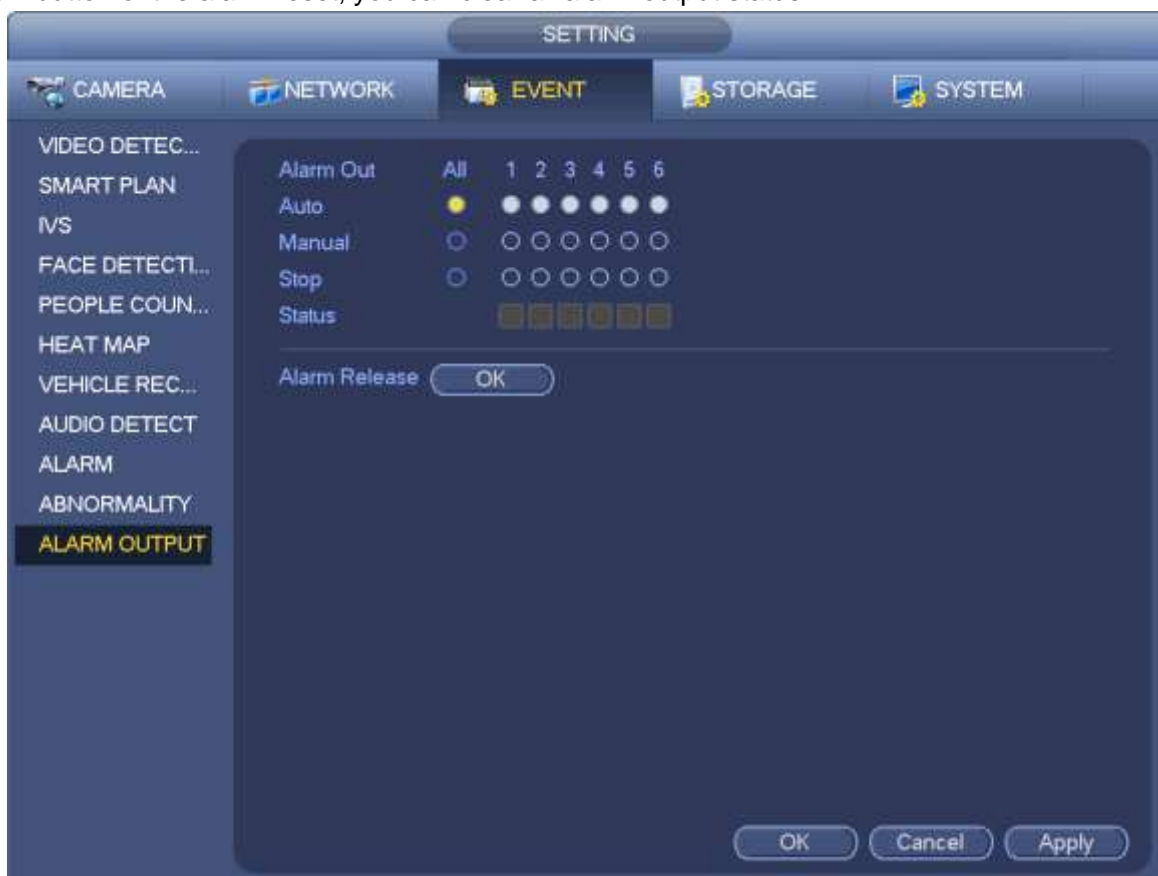 SETTING
CAMERA NETWORK EVENT STORAGE SYSTEM
VIDEO DETEC...
SMART PLAN
IVS
FACE DETECTI...
PEOPLE COUN...
HEAT MAP
VEHICLE REC...
AUDIO DETECT
ALARM
ABNORMALITY
ALARM OUTPUT
Alarm Out All 1 2 3 4 5 6
Auto
Manual
Stop
Status
Alarm Release OK
OK Cancel Apply